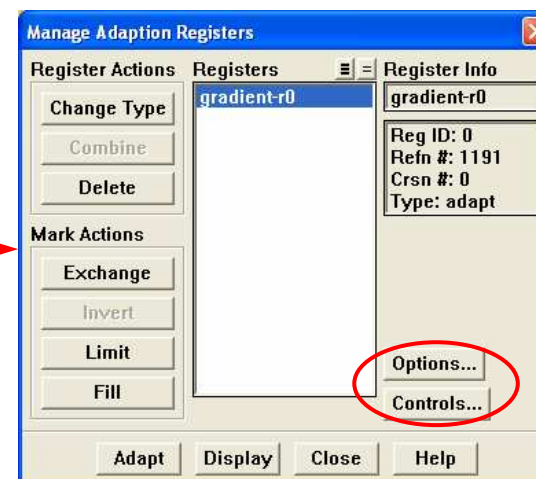 Manage Adaption Registers
Register Actions
Change Type
Combine
Delete
Mark Actions
Exchange
Invert
Limit
Fill
Registers
gradient-r0
Register Info
gradient-r0
Reg ID: 0
Refn #: 1191
Crsn #: 0
Type: adapt
Options...
Controls...
Adapt
Display
Close
Help